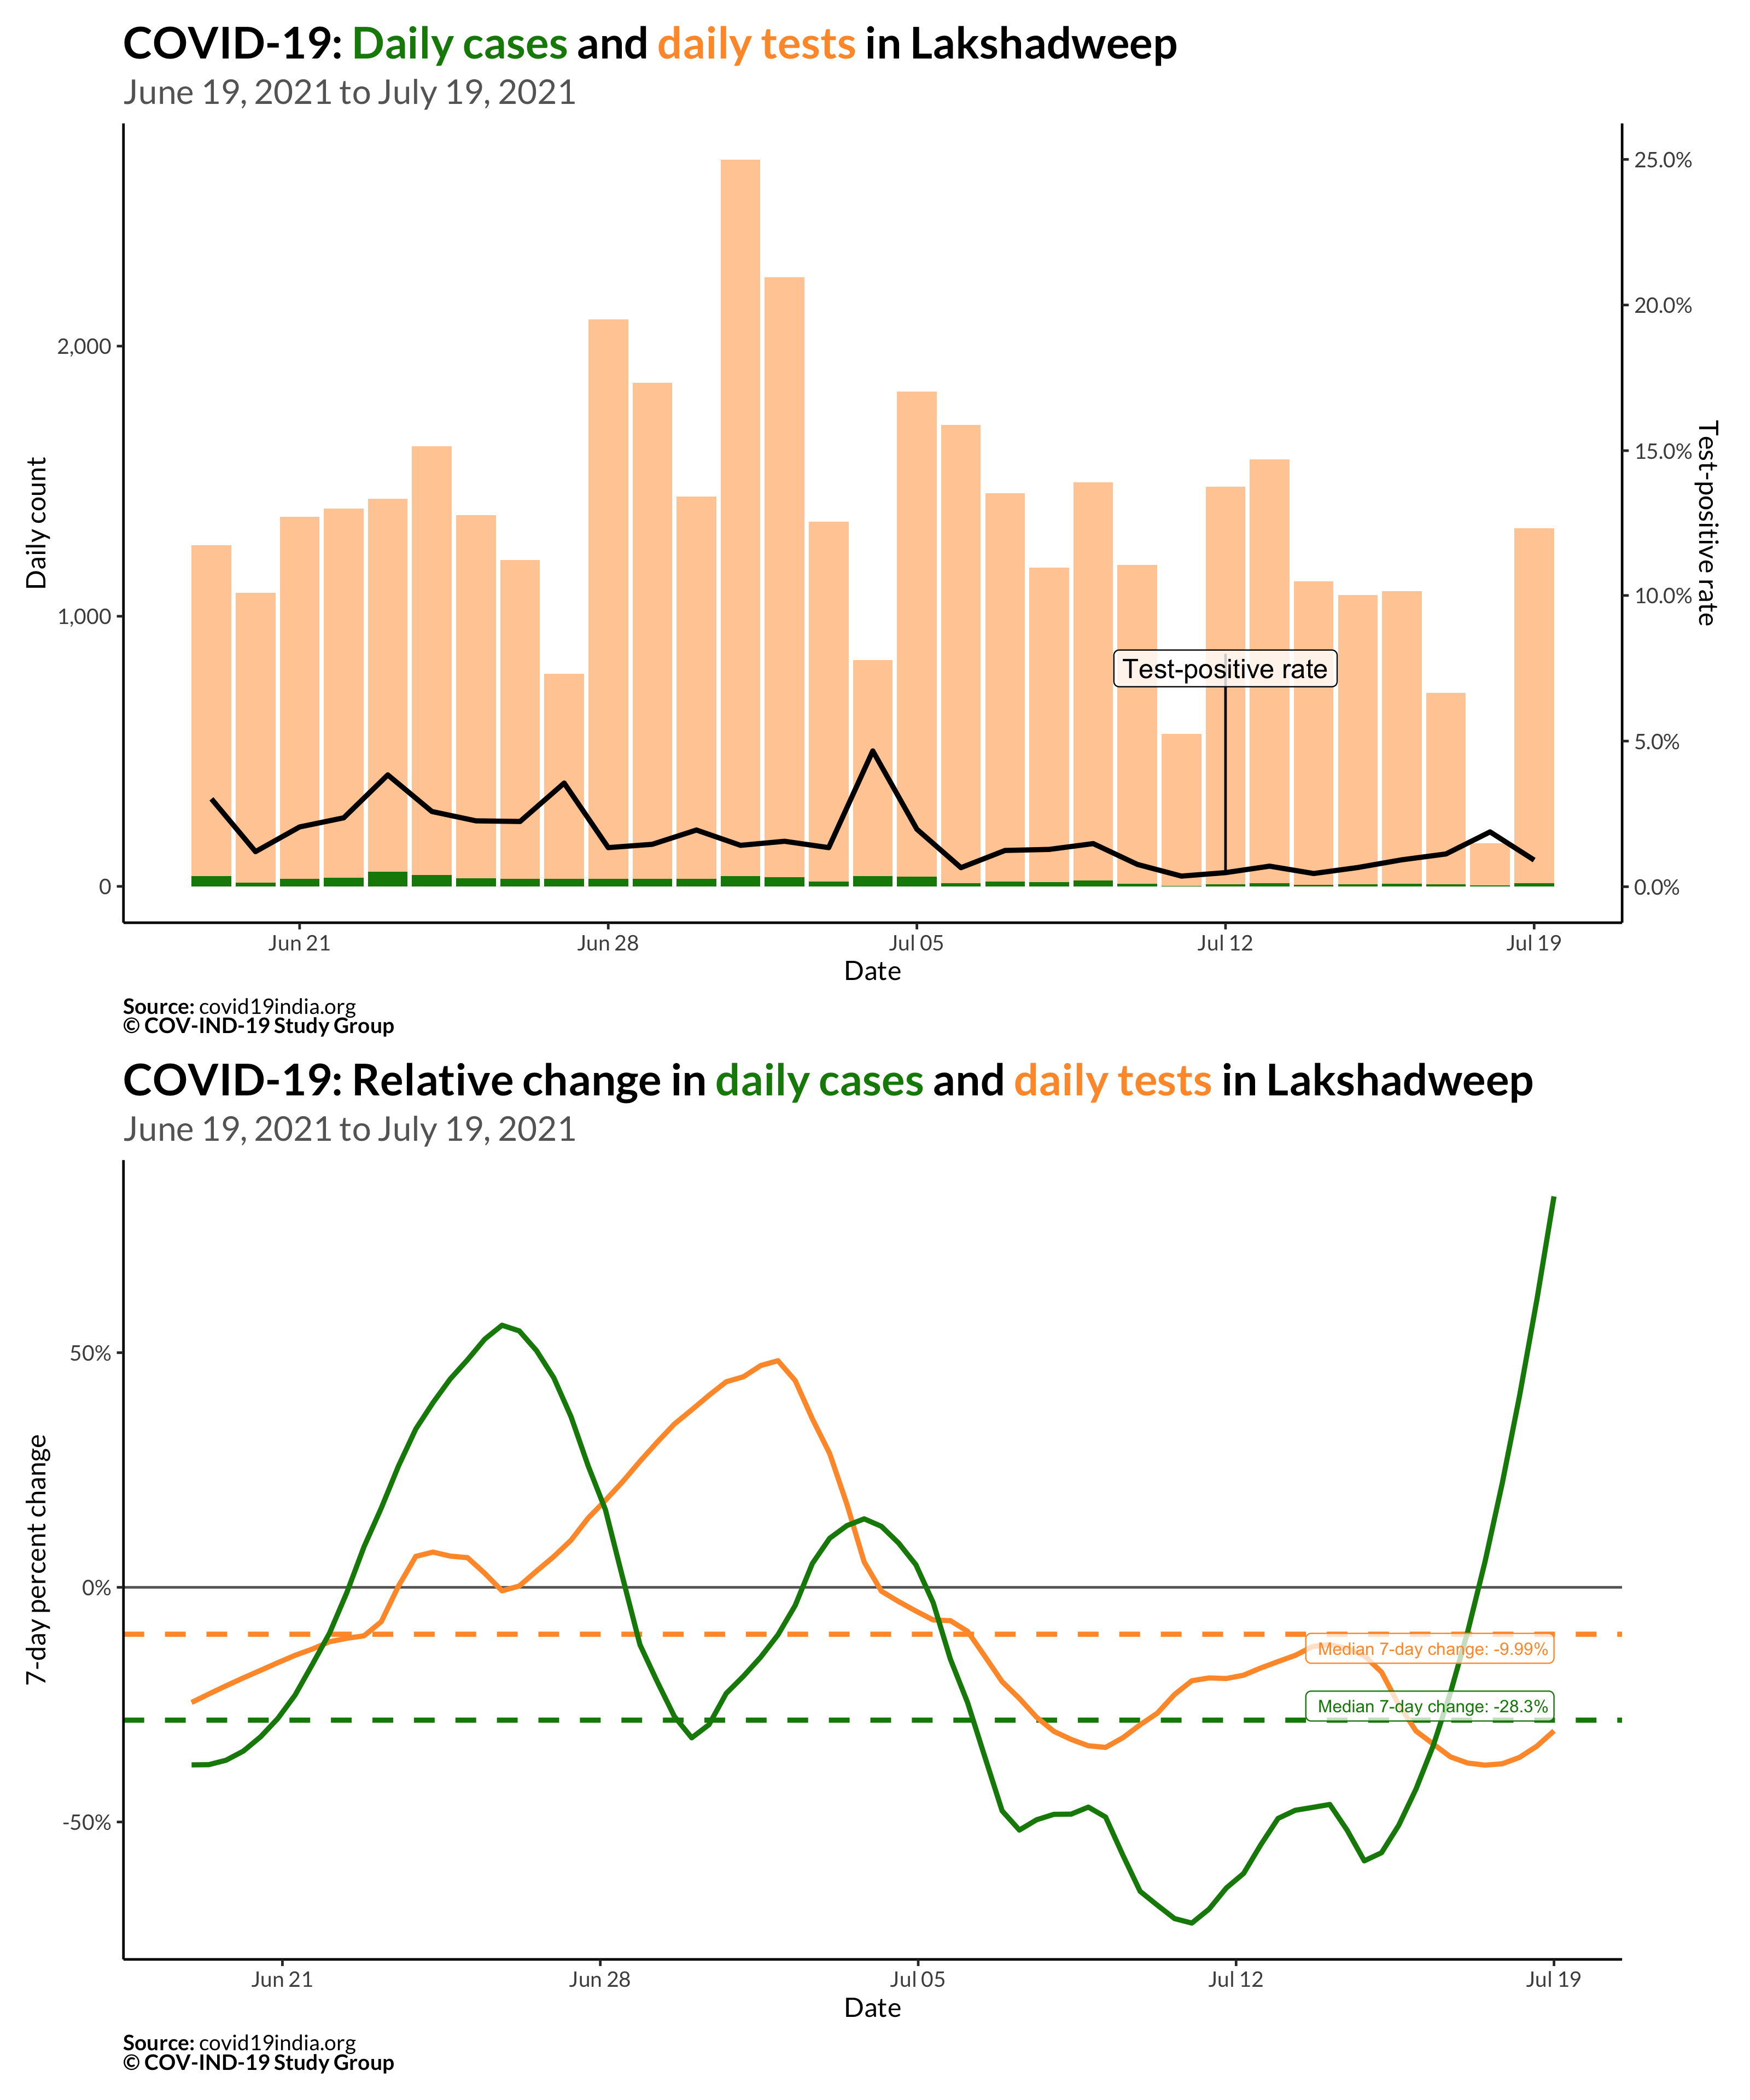 COVID-19: Daily cases and daily tests in Lakshadweep
June 19, 2021 to July 19, 2021
25.0%
20.0%
2,000
15.0%
Test-positive rate
Daily count
10.0%
1,000
Test-positive rate
5.0%
0
0.0%
Jun 21
Jun 28
Jul 05
Jul 12
Jul 19
Date
Source: covid19india.org
© COV-IND-19 Study Group
COVID-19: Relative change in daily cases and daily tests in Lakshadweep
June 19, 2021 to July 19, 2021
50%
7-day percent change
0%
Median 7-day change: -9.99%
Median 7-day change: -28.3%
-50%
Jun 21
Jun 28
Jul 05
Jul 12
Jul 19
Date
Source: covid19india.org
© COV-IND-19 Study Group